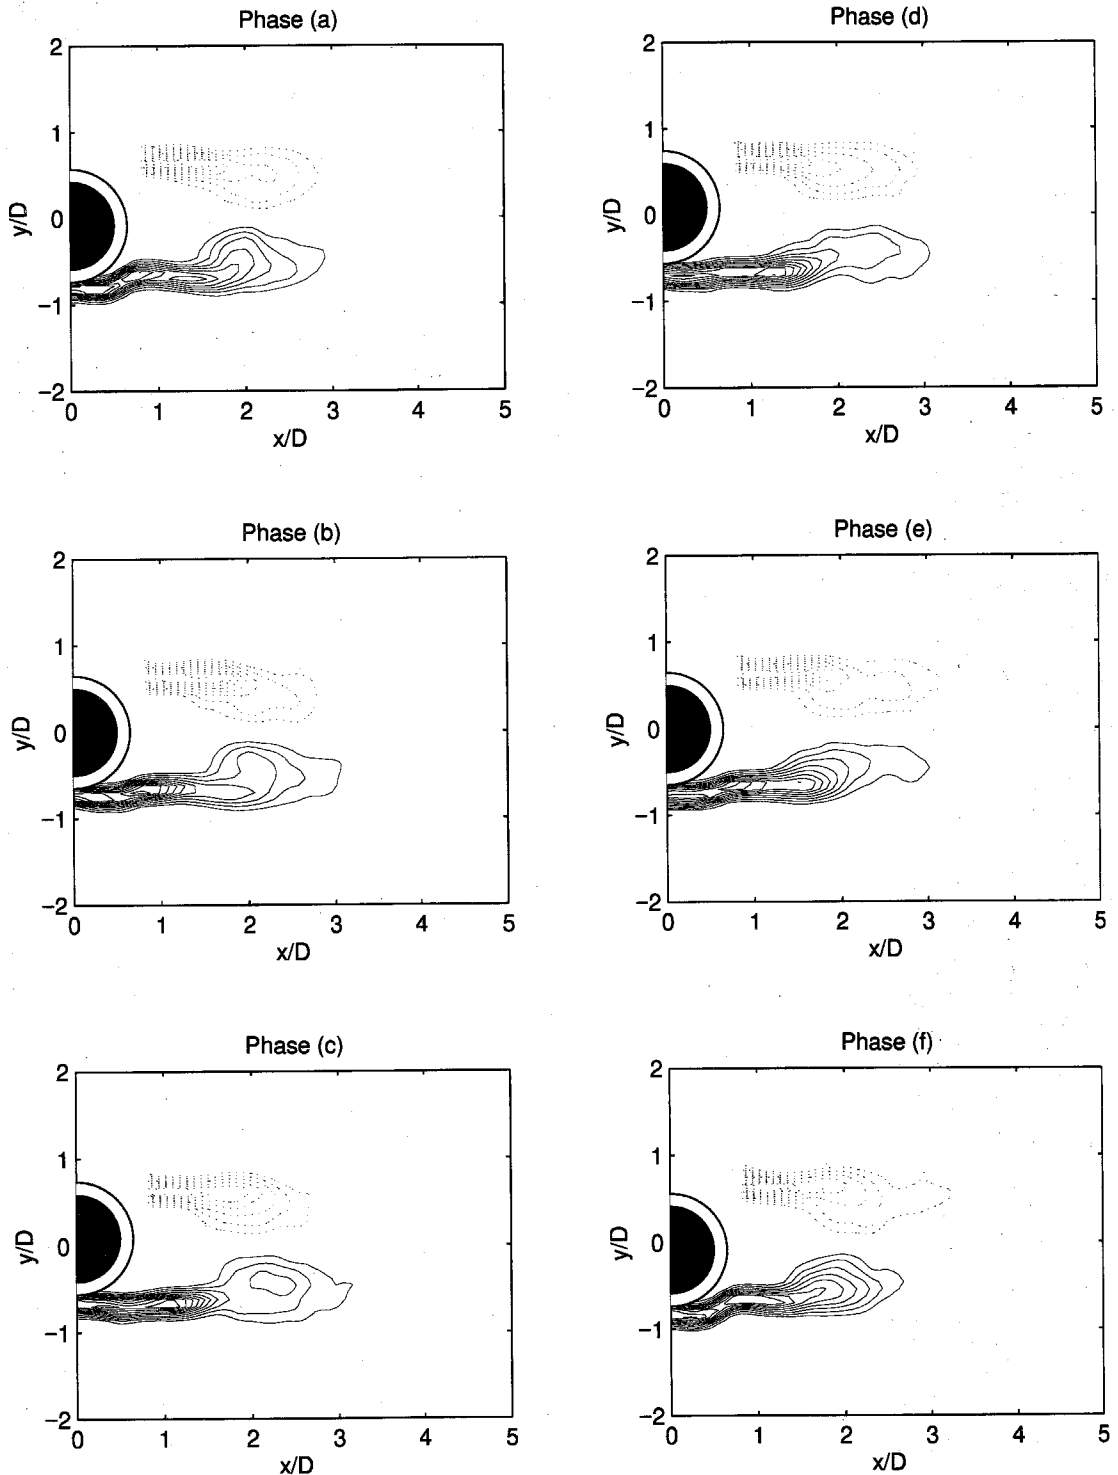 Phase (a)
2
1
0
−1
−2
y/D
0 1 2 3 4 5
x/D
Phase (b)
2
1
0
−1
−2
y/D
0 1 2 3 4 5
x/D
Phase (c)
2
1
0
−1
−2
y/D
0 1 2 3 4 5
x/D
Phase (d)
2
1
0
−1
−2
y/D
0 1 2 3 4 5
x/D
Phase (e)
2
1
0
−1
−2
y/D
0 1 2 3 4 5
x/D
Phase (f)
2
1
0
−1
−2
y/D
0 1 2 3 4 5
x/D